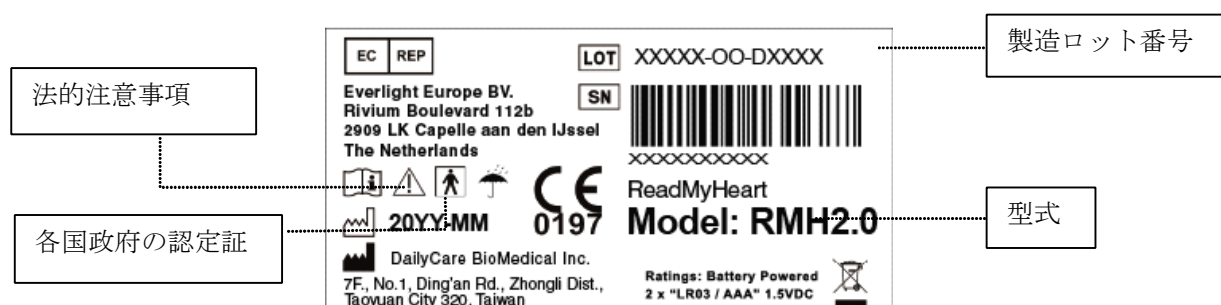 製造ロット番号
法的注意事項
各国政府の認定証
型式
EC REP
LOT XXXXX-OO-DXXXX
SN
XXXXXXXXXXX
Everlight Europe BV.
Rivium Boulevard 112b
2909 LK Capelle aan den IJssel
The Netherlands
CE
0197
20YY-MM
ReadMyHeart
Model: RMH2.0
DailyCare BioMedical Inc.
7F., No.1, Ding'an Rd., Zhongli Dist.,
Taoyuan City 320, Taiwan
Ratings: Battery Powered
2 x "LR03 / AAA" 1.5VDC